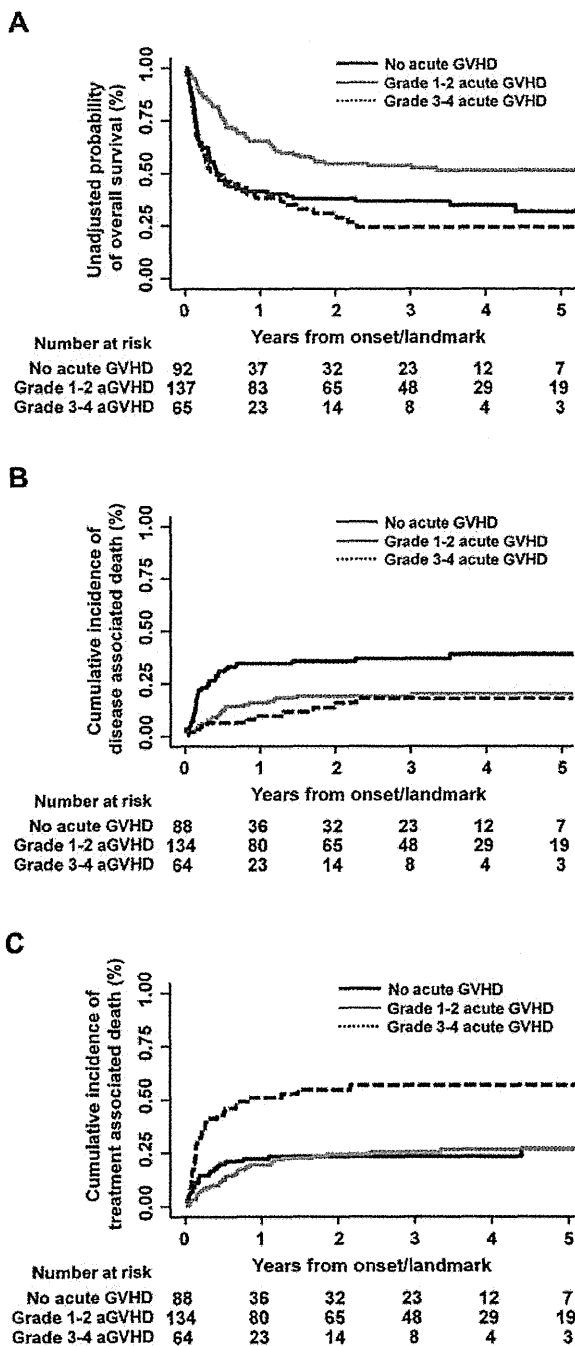 A
Unadjusted probability
of overall survival (%)
0.00 0.25 0.50 0.75 1.00
No acute GVHD
Grade 1-2 acute GVHD
Grade 3-4 acute GVHD
0 1 2 3 4 5
Years from onset/landmark
Number at risk
No acute GVHD 92 37 32 23 12 7
Grade 1-2 aGVHD 137 83 65 48 29 19
Grade 3-4 aGVHD 65 23 14 8 4 3
B
Cumulative incidence of
disease associated death (%)
0.00 0.25 0.50 0.75 1.00
No acute GVHD
Grade 1-2 acute GVHD
Grade 3-4 acute GVHD
0 1 2 3 4 5
Years from onset/landmark
Number at risk
No acute GVHD 88 36 32 23 12 7
Grade 1-2 aGVHD 134 80 65 48 29 19
Grade 3-4 aGVHD 64 23 14 8 4 3
C
Cumulative incidence of
treatment associated death (%)
0.00 0.25 0.50 0.75 1.00
No acute GVHD
Grade 1-2 acute GVHD
Grade 3-4 acute GVHD
0 1 2 3 4 5
Years from onset/landmark
Number at risk
No acute GVHD 88 36 32 23 12 7
Grade 1-2 aGVHD 134 80 65 48 29 19
Grade 3-4 aGVHD 64 23 14 8 4 3